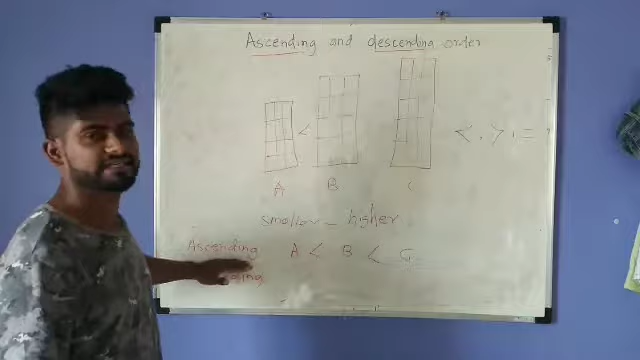 Ascending and descending order
<
< , > , =
A B C
smaller - higher
Ascending A < B < C